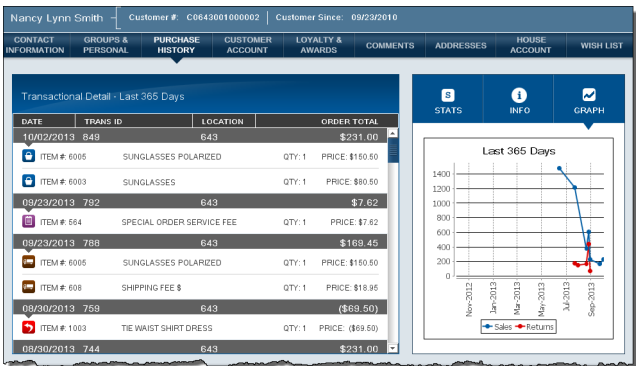 Nancy Lynn Smith Customer #: C0643001000002 Customer Since: 09/23/2010
CONTACT INFORMATION GROUPS & PERSONAL PURCHASE HISTORY CUSTOMER ACCOUNT LOYALTY & AWARDS COMMENTS ADDRESSES HOUSE ACCOUNT WISH LIST
Transactional Detail - Last 365 Days
DATE TRANS ID LOCATION ORDER TOTAL
10/02/2013 849 643 $231.00
ITEM #: 6005 SUNGLASSES POLARIZED QTY: 1 PRICE: $150.50
ITEM #: 6003 SUNGLASSES QTY: 1 PRICE: $80.50
09/23/2013 792 643 $7.62
ITEM #: 564 SPECIAL ORDER SERVICE FEE QTY: 1 PRICE: $7.62
09/23/2013 788 643 $169.45
ITEM #: 6005 SUNGLASSES POLARIZED QTY: 1 PRICE: $150.50
ITEM #: 608 SHIPPING FEE $ QTY: 1 PRICE: $18.95
08/30/2013 759 643 ($69.50)
ITEM #: 1003 TIE WAIST SHIRT DRESS QTY: 1 PRICE: ($69.50)
08/30/2013 744 643 $231.00
S
STATS INFO GRAPH
Last 365 Days
1400
1200
1000
800
600
400
200
0
Nov-2012 Jan-2013 Mar-2013 May-2013 Jul-2013 Sep-2013
Sales Returns